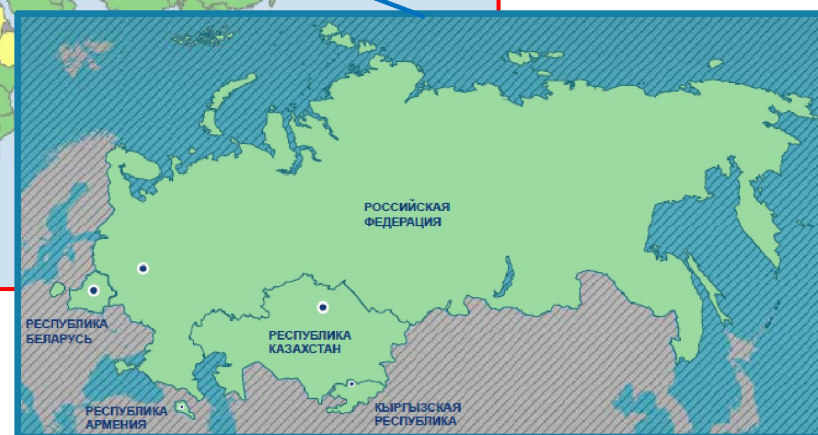 РОССИЙСКАЯ
ФЕДЕРАЦИЯ
РЕСПУБЛИКА
БЕЛАРУСЬ
РЕСПУБЛИКА
КАЗАХСТАН
РЕСПУБЛИКА
АРМЕНИЯ
КЫРГЫЗСКАЯ
РЕСПУБЛИКА